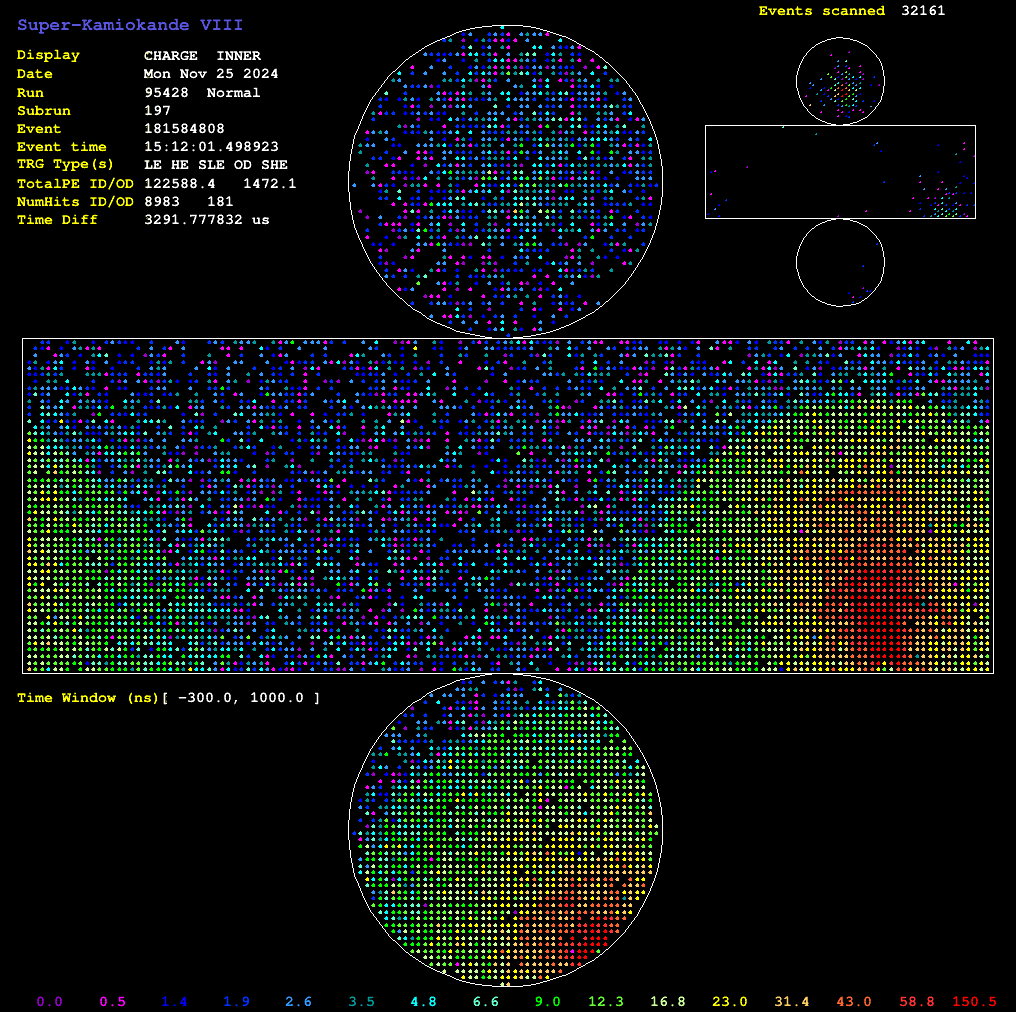 Super-Kamiokande VIII
Events scanned 32161
Display CHARGE INNER
Date Mon Nov 25 2024
Run 95428 Normal
Subrun 197
Event 181584808
Event time 15:12:01.498923
TRG Type(s) LE HE SLE OD SHE
TotalPE ID/OD 122588.4 1472.1
NumHits ID/OD 8983 181
Time Diff 3291.777832 us
Time Window (ns)[ -300.0, 1000.0 ]
0.0 0.5 1.4 1.9 2.6 3.5 4.8 6.6 9.0 12.3 16.8 23.0 31.4 43.0 58.8 150.5